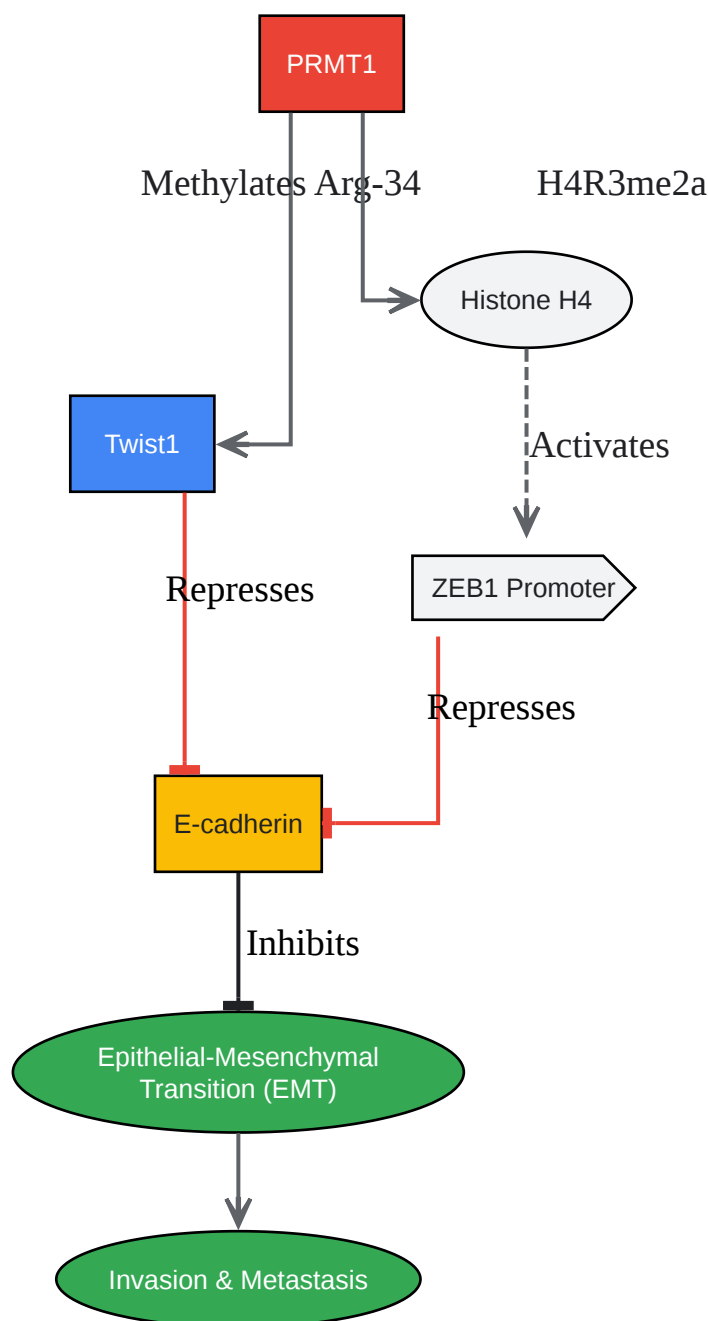 PRMT1
Methylates Arg-34
H4R3me2a
Histone H4
Twist1
Activates
Represses
ZEB1 Promoter
Represses
E-cadherin
Inhibits
Epithelial-Mesenchymal
Transition (EMT)
Invasion & Metastasis